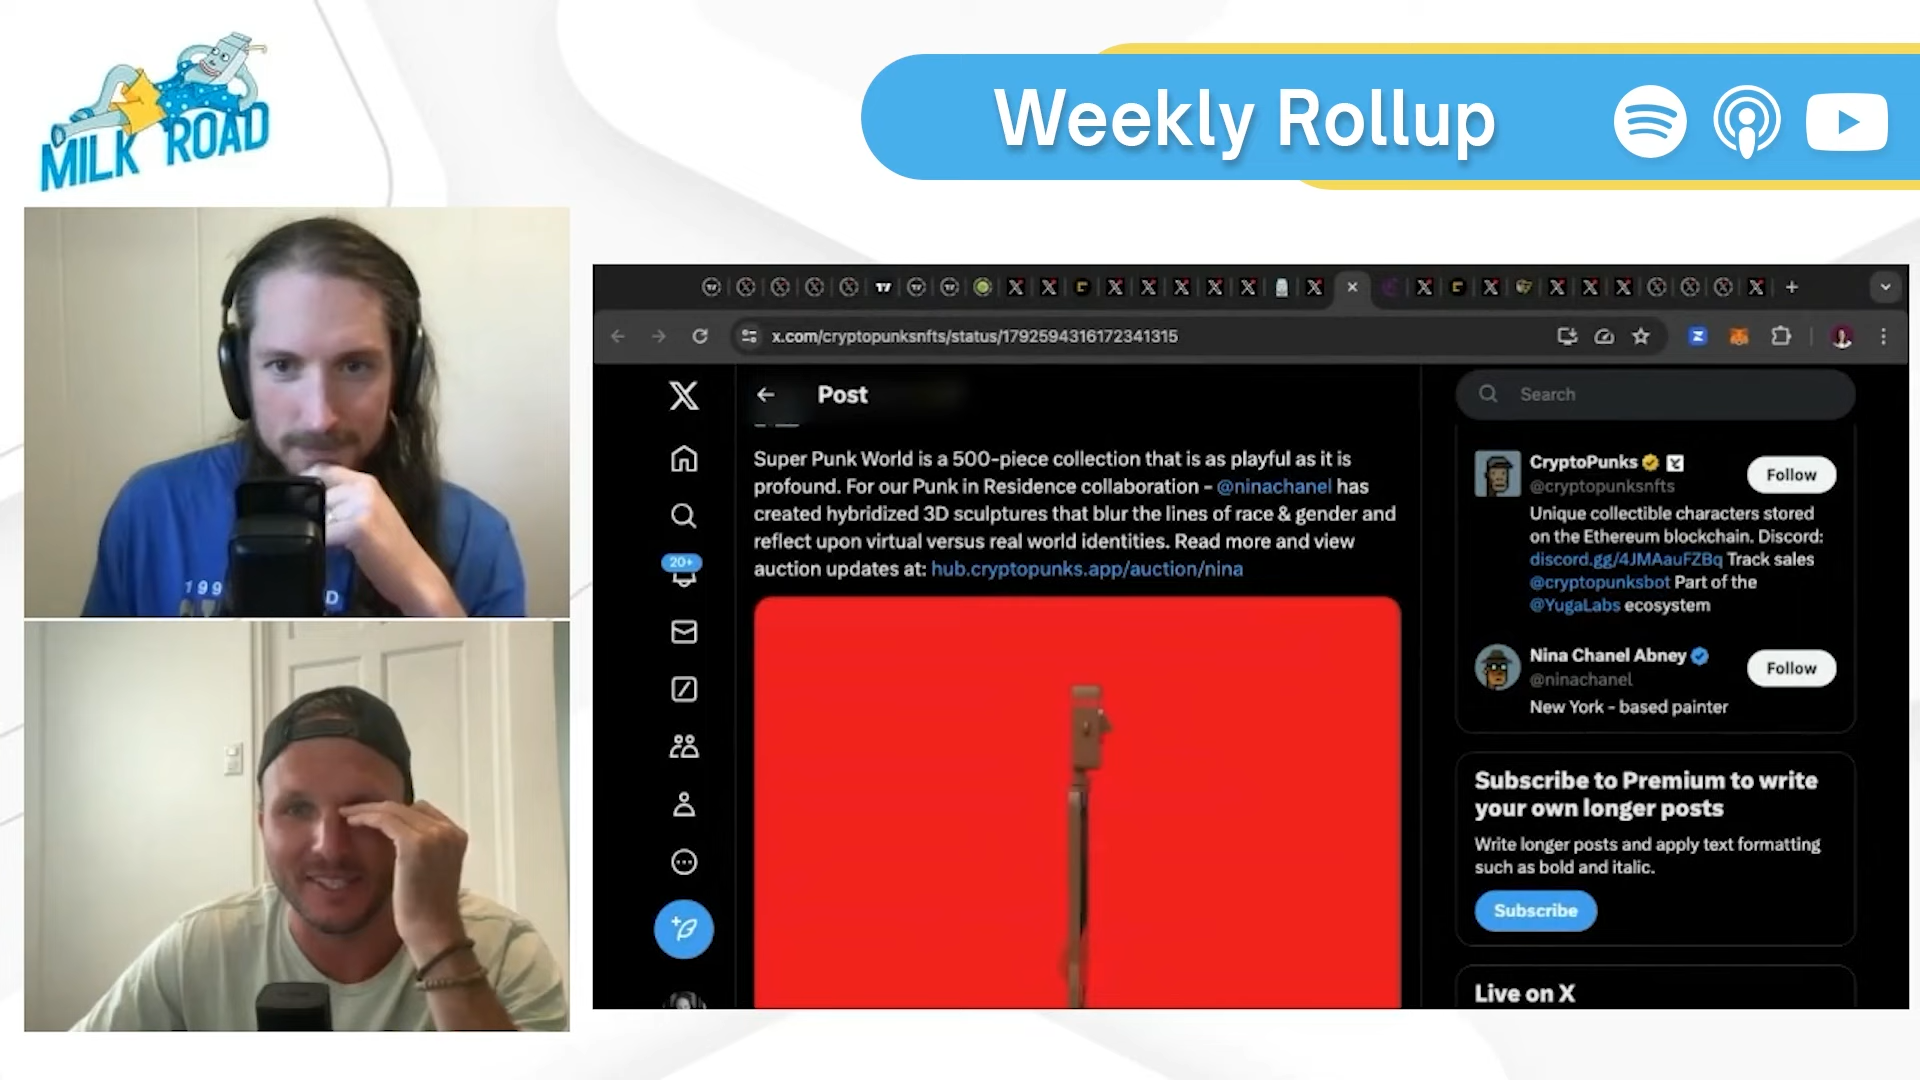 MILK ROAD
Weekly Rollup
199
D
x.com/cryptopunksnfts/status/1792594316172341315
Post
Search
20+
Super Punk World is a 500-piece collection that is as playful as it is
profound. For our Punk in Residence collaboration - @ninachanel has
created hybridized 3D sculptures that blur the lines of race & gender and
reflect upon virtual versus real world identities. Read more and view
auction updates at: hub.cryptopunks.app/auction/nina
CryptoPunks
@cryptopunksnfts
Follow
Unique collectible characters stored
on the Ethereum blockchain. Discord:
discord.gg/4JMAauFZBq Track sales
@cryptopunksbot Part of the
@YugaLabs ecosystem
Nina Chanel Abney
@ninachanel
Follow
New York - based painter
Subscribe to Premium to write
your own longer posts
Write longer posts and apply text formatting
such as bold and italic.
Subscribe
Live on X